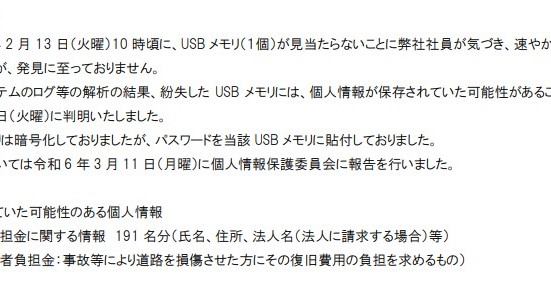 2 月 13 日(火曜)10 時頃に、USB メモリ(1個)が見当たらないことに弊社社員が気づき、速やか
が、発見に至っておりません。
テムのログ等の解析の結果、紛失した USB メモリには、個人情報が保存されていた可能性があるこ
日(火曜)に判明いたしました。
は暗号化しておりましたが、パスワードを当該 USB メモリに貼付しておりました。
いては令和6 年 3 月 11 日(月曜)に個人情報保護委員会に報告を行いました。
ていた可能性のある個人情報
担金に関する情報 191 名分(氏名、住所、法人名(法人に請求する場合)等)
者負担金:事故等により道路を損傷させた方にその復旧費用の負担を求めるもの)